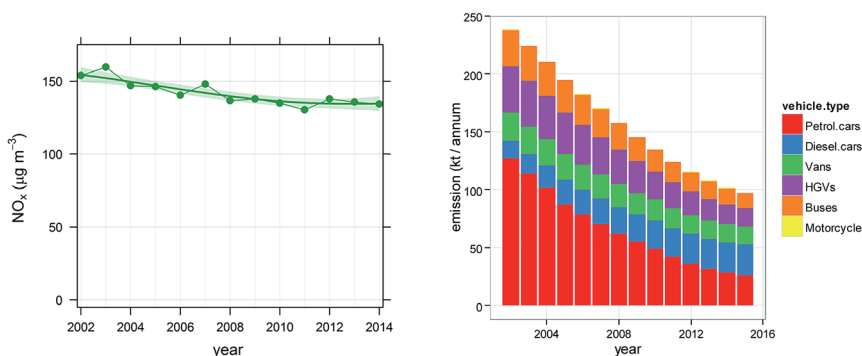 NOx (µg m−3)
150
100
50
0
2002 2004 2006 2008 2010 2012 2014
year
emission (kt / annum)
250
200
150
100
50
0
2004 2008 2012 2016
year
vehicle.type
Petrol.cars
Diesel.cars
Vans
HGVs
Buses
Motorcycle